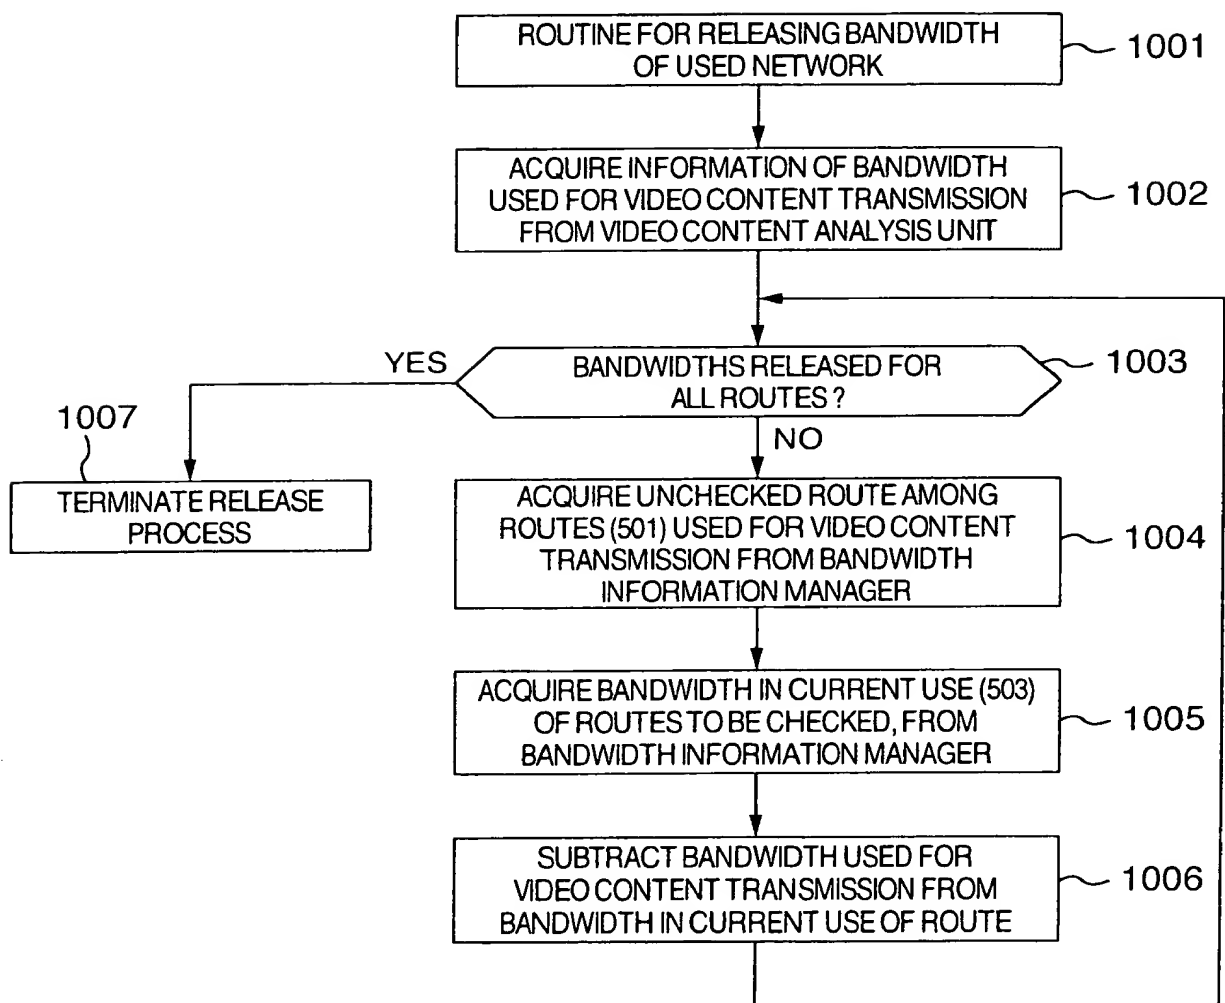 ROUTINE FOR RELEASING BANDWIDTH
OF USED NETWORK
1001
ACQUIRE INFORMATION OF BANDWIDTH
USED FOR VIDEO CONTENT TRANSMISSION
FROM VIDEO CONTENT ANALYSIS UNIT
1002
BANDWIDTHS RELEASED FOR
ALL ROUTES ?
1003
YES
NO
1007
TERMINATE RELEASE
PROCESS
ACQUIRE UNCHECKED ROUTE AMONG
ROUTES (501) USED FOR VIDEO CONTENT
TRANSMISSION FROM BANDWIDTH
INFORMATION MANAGER
1004
ACQUIRE BANDWIDTH IN CURRENT USE (503)
OF ROUTES TO BE CHECKED, FROM
BANDWIDTH INFORMATION MANAGER
1005
SUBTRACT BANDWIDTH USED FOR
VIDEO CONTENT TRANSMISSION FROM
BANDWIDTH IN CURRENT USE OF ROUTE
1006